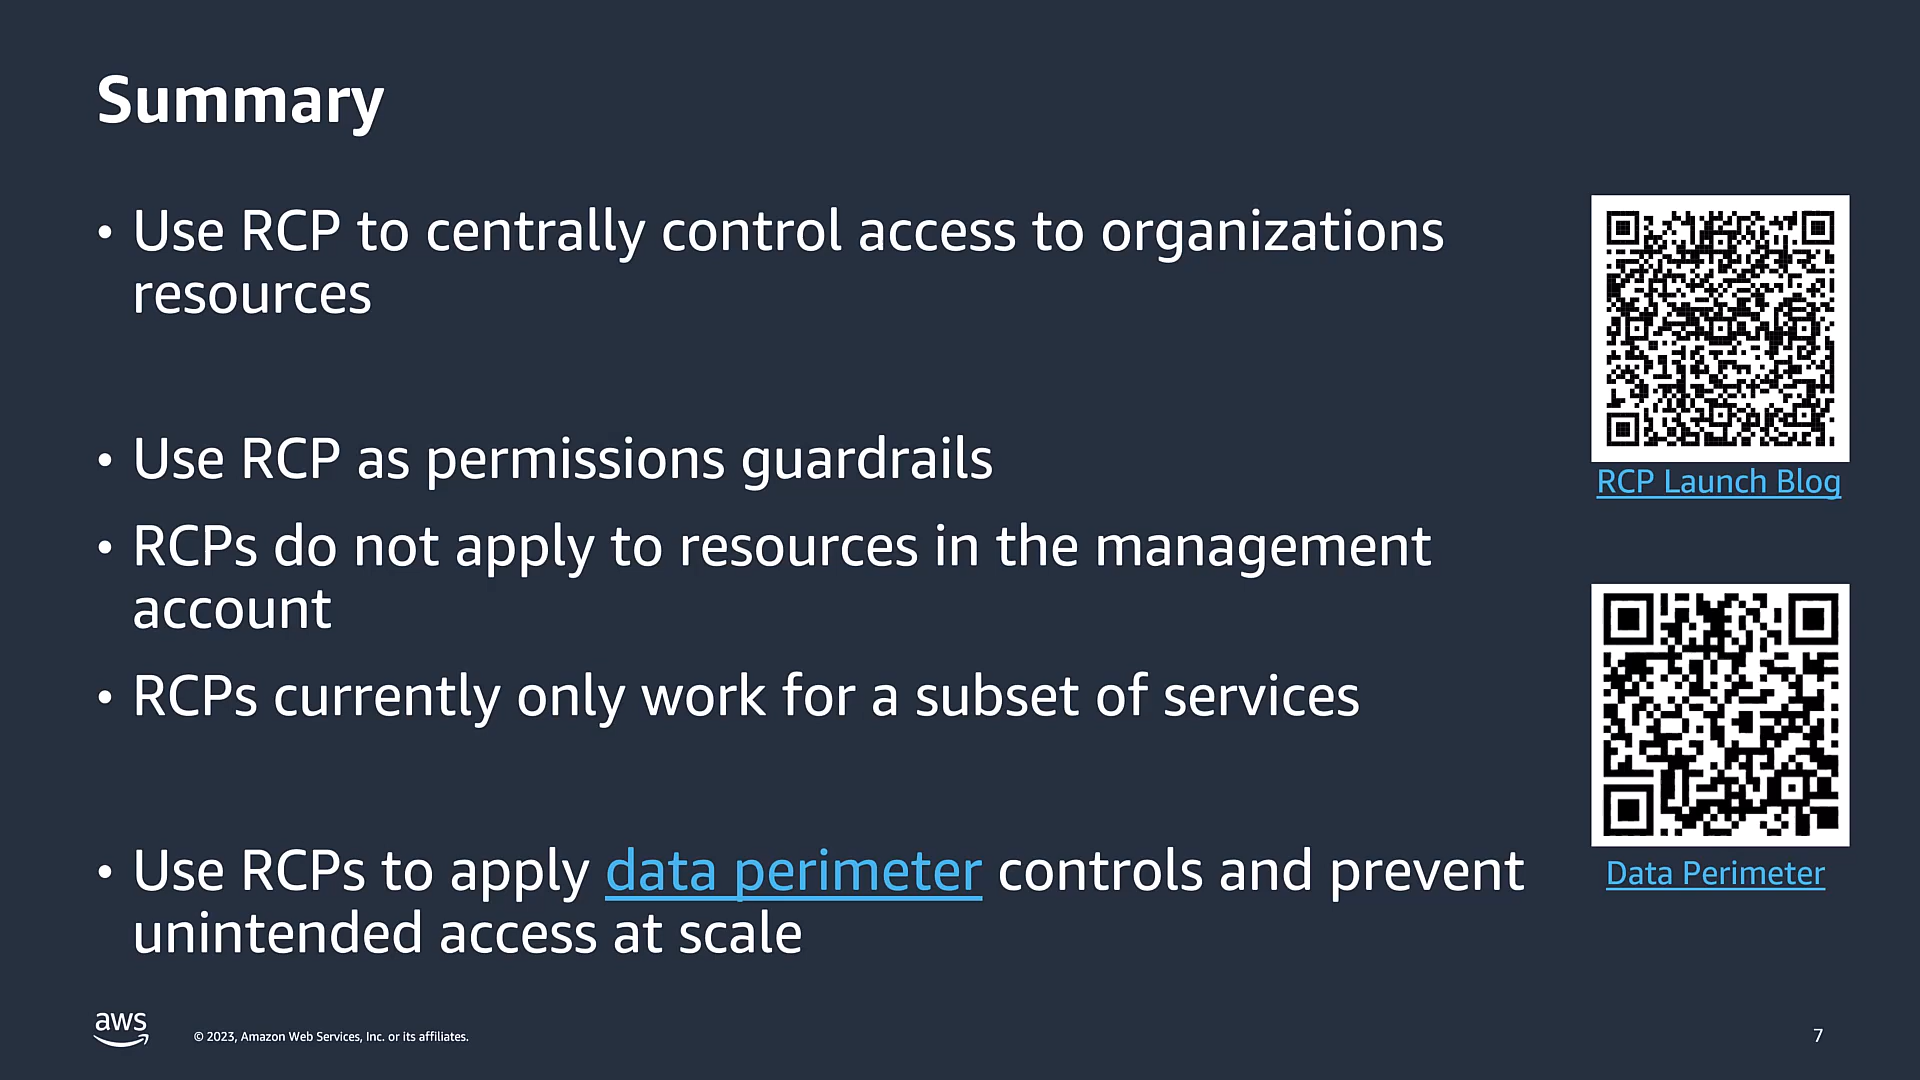 Summary
• Use RCP to centrally control access to organizations
resources
• Use RCP as permissions guardrails
• RCPs do not apply to resources in the management
account
• RCPs currently only work for a subset of services
• Use RCPs to apply data perimeter controls and prevent
unintended access at scale
RCP Launch Blog
Data Perimeter
aws
© 2023, Amazon Web Services, Inc. or its affiliates.
7